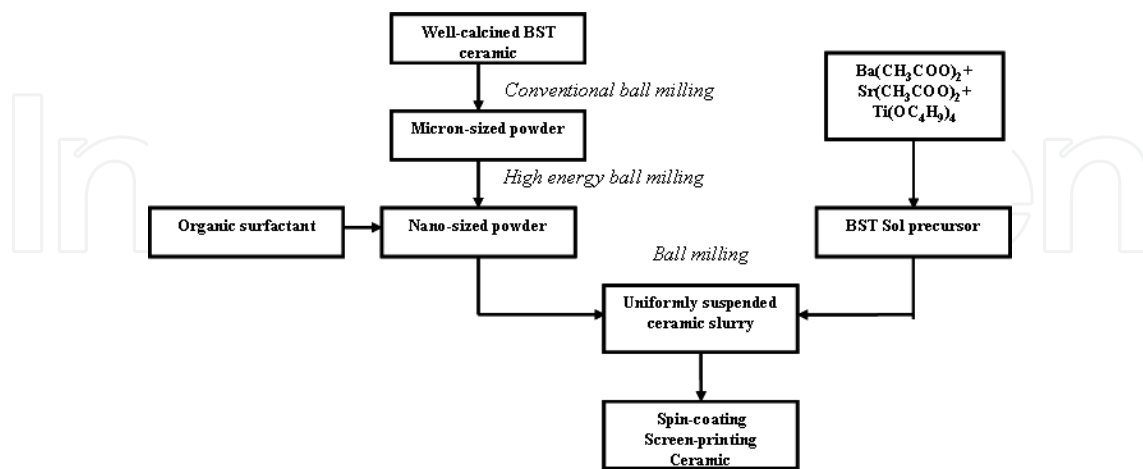 Well-calcined BST
ceramic
Conventional ball milling
Ba(CH₃COO)₂+
Sr(CH₃COO)₂+
Ti(OC₄H₉)₄
Micron-sized powder
High energy ball milling
Organic surfactant
Nano-sized powder
BST Sol precursor
Ball milling
Uniformly suspended
ceramic slurry
Spin-coating
Screen-printing
Ceramic